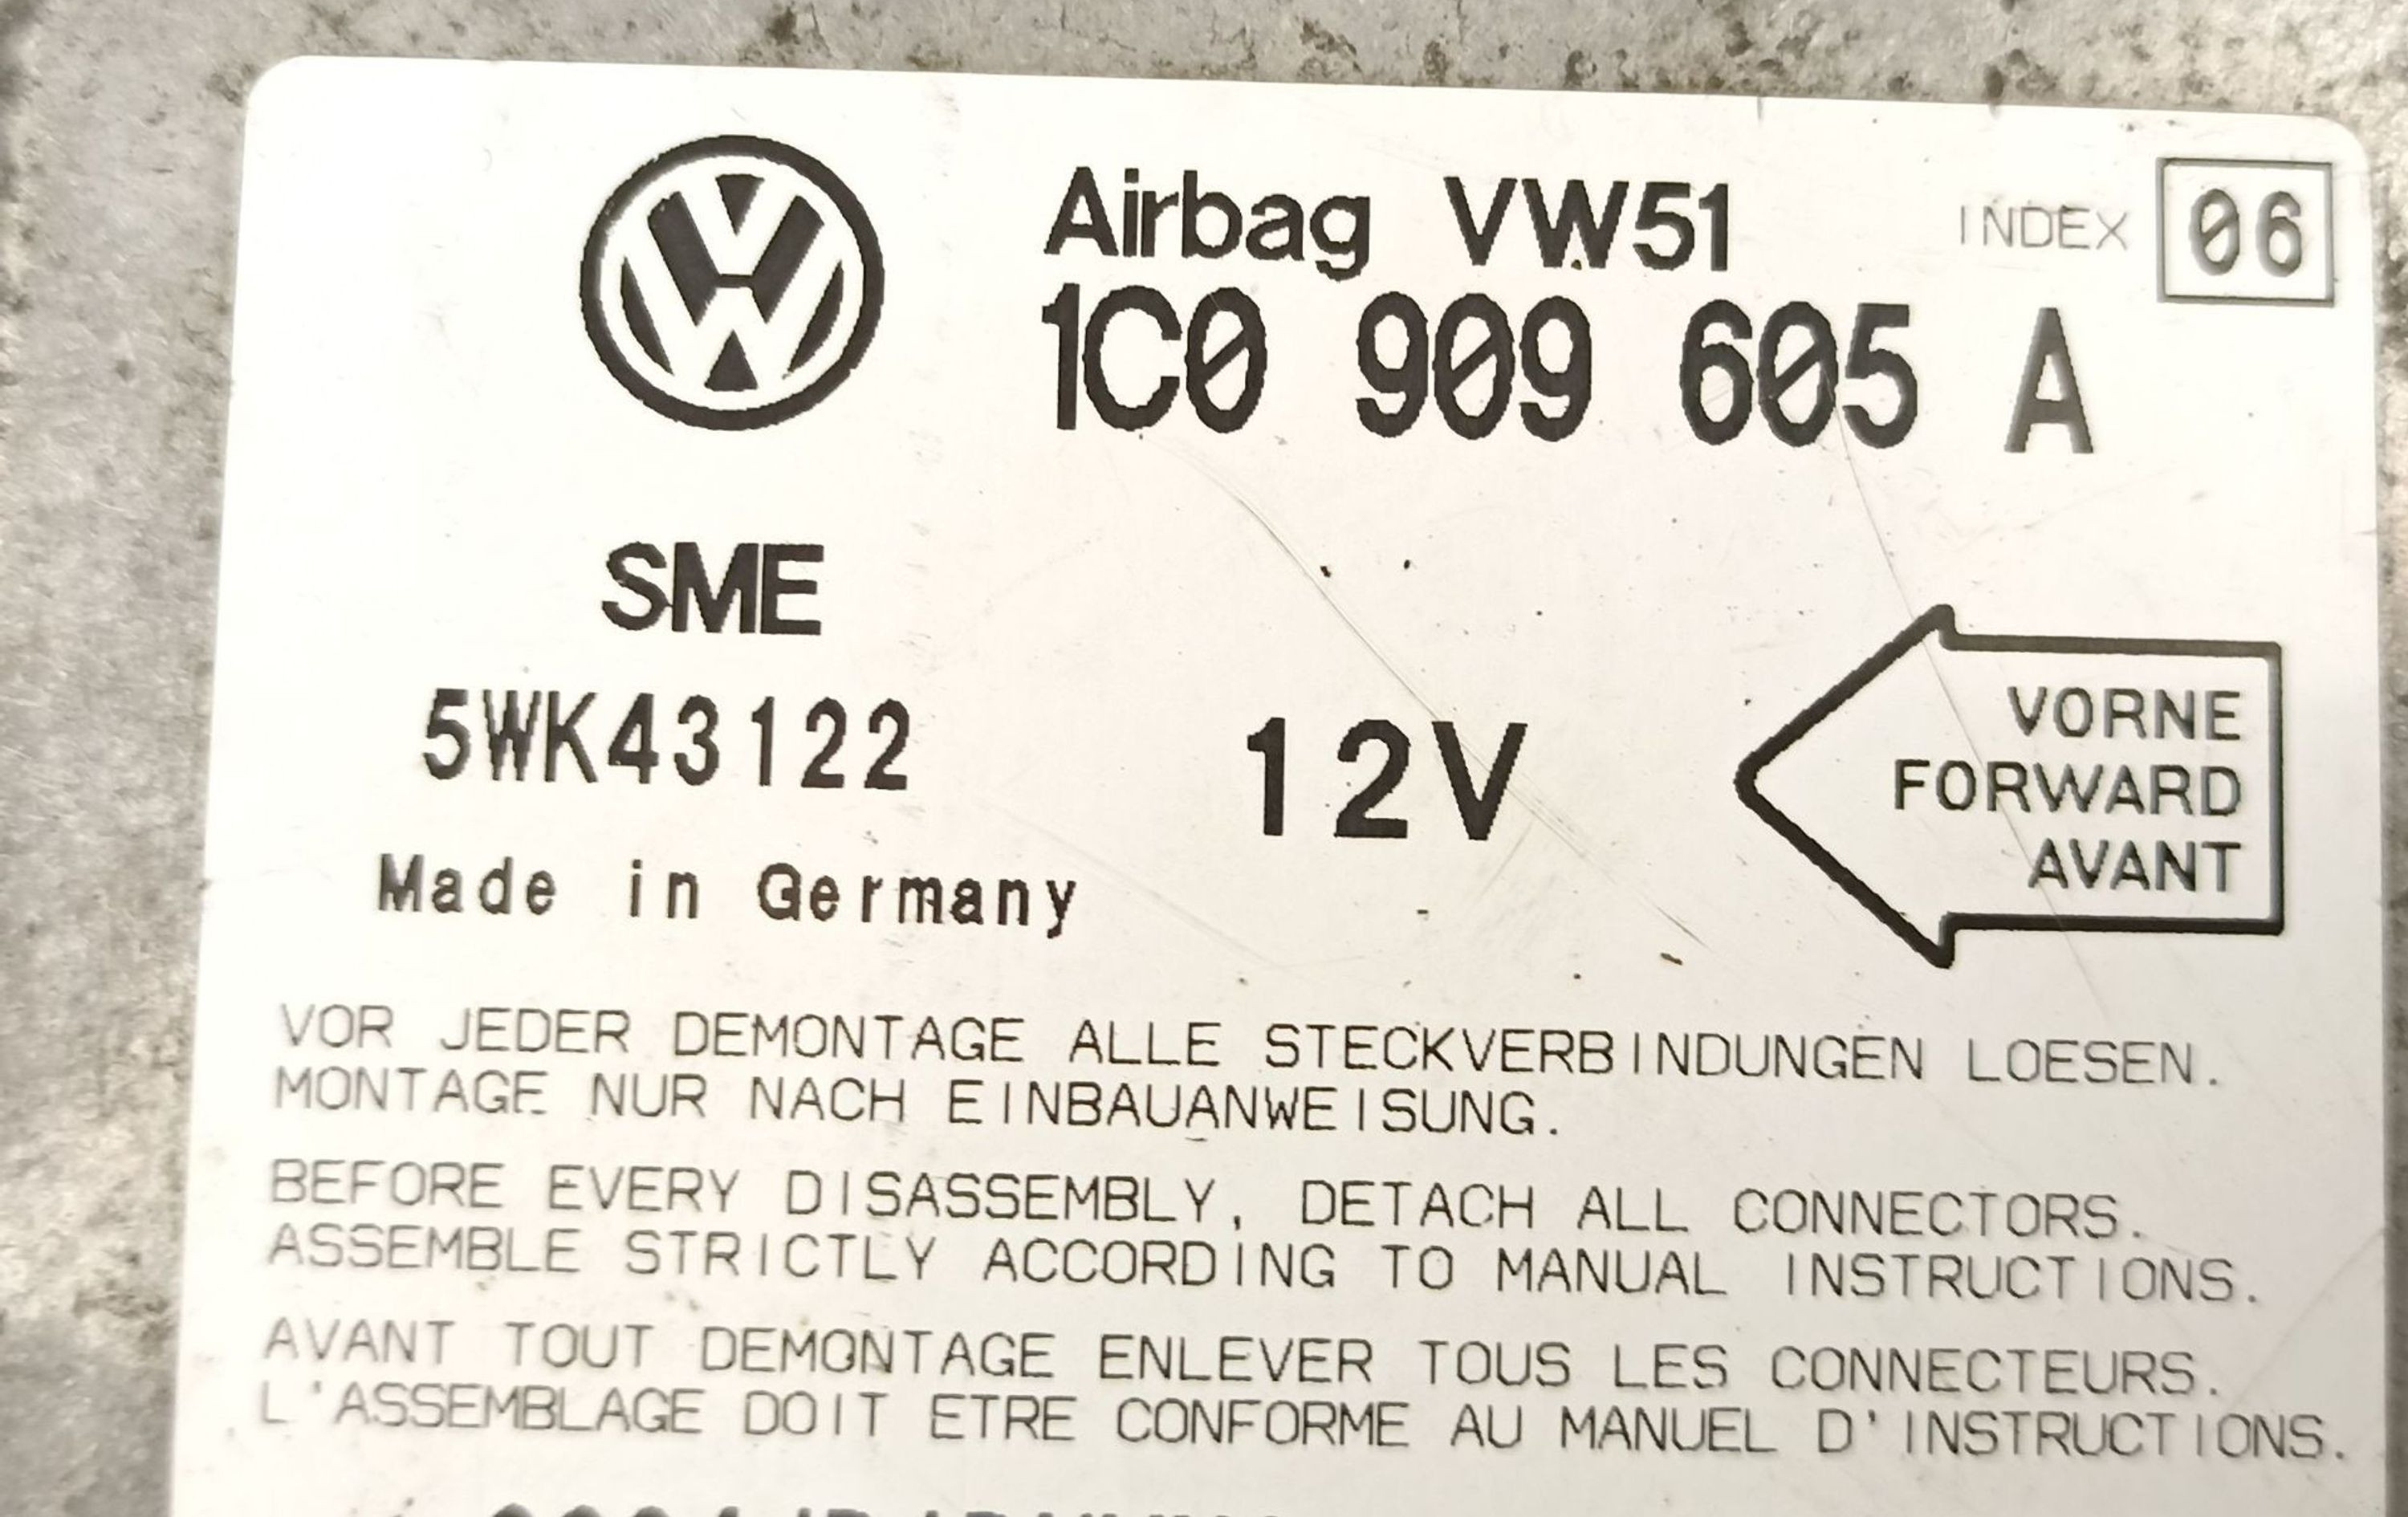 Airbag VW51 INDEX 06
1C0 909 605 A
SME
5WK43122
12V
VORNE
FORWARD
AVANT
Made in Germany
VOR JEDER DEMONTAGE ALLE STECKVERBINDUNGEN LOESEN.
MONTAGE NUR NACH EINBAUANWEISUNG.
BEFORE EVERY DISASSEMBLY, DETACH ALL CONNECTORS.
ASSEMBLE STRICTLY ACCORDING TO MANUAL INSTRUCTIONS.
AVANT TOUT DEMONTAGE ENLEVER TOUS LES CONNECTEURS.
L'ASSEMBLAGE DOIT ETRE CONFORME AU MANUEL D'INSTRUCTIONS.